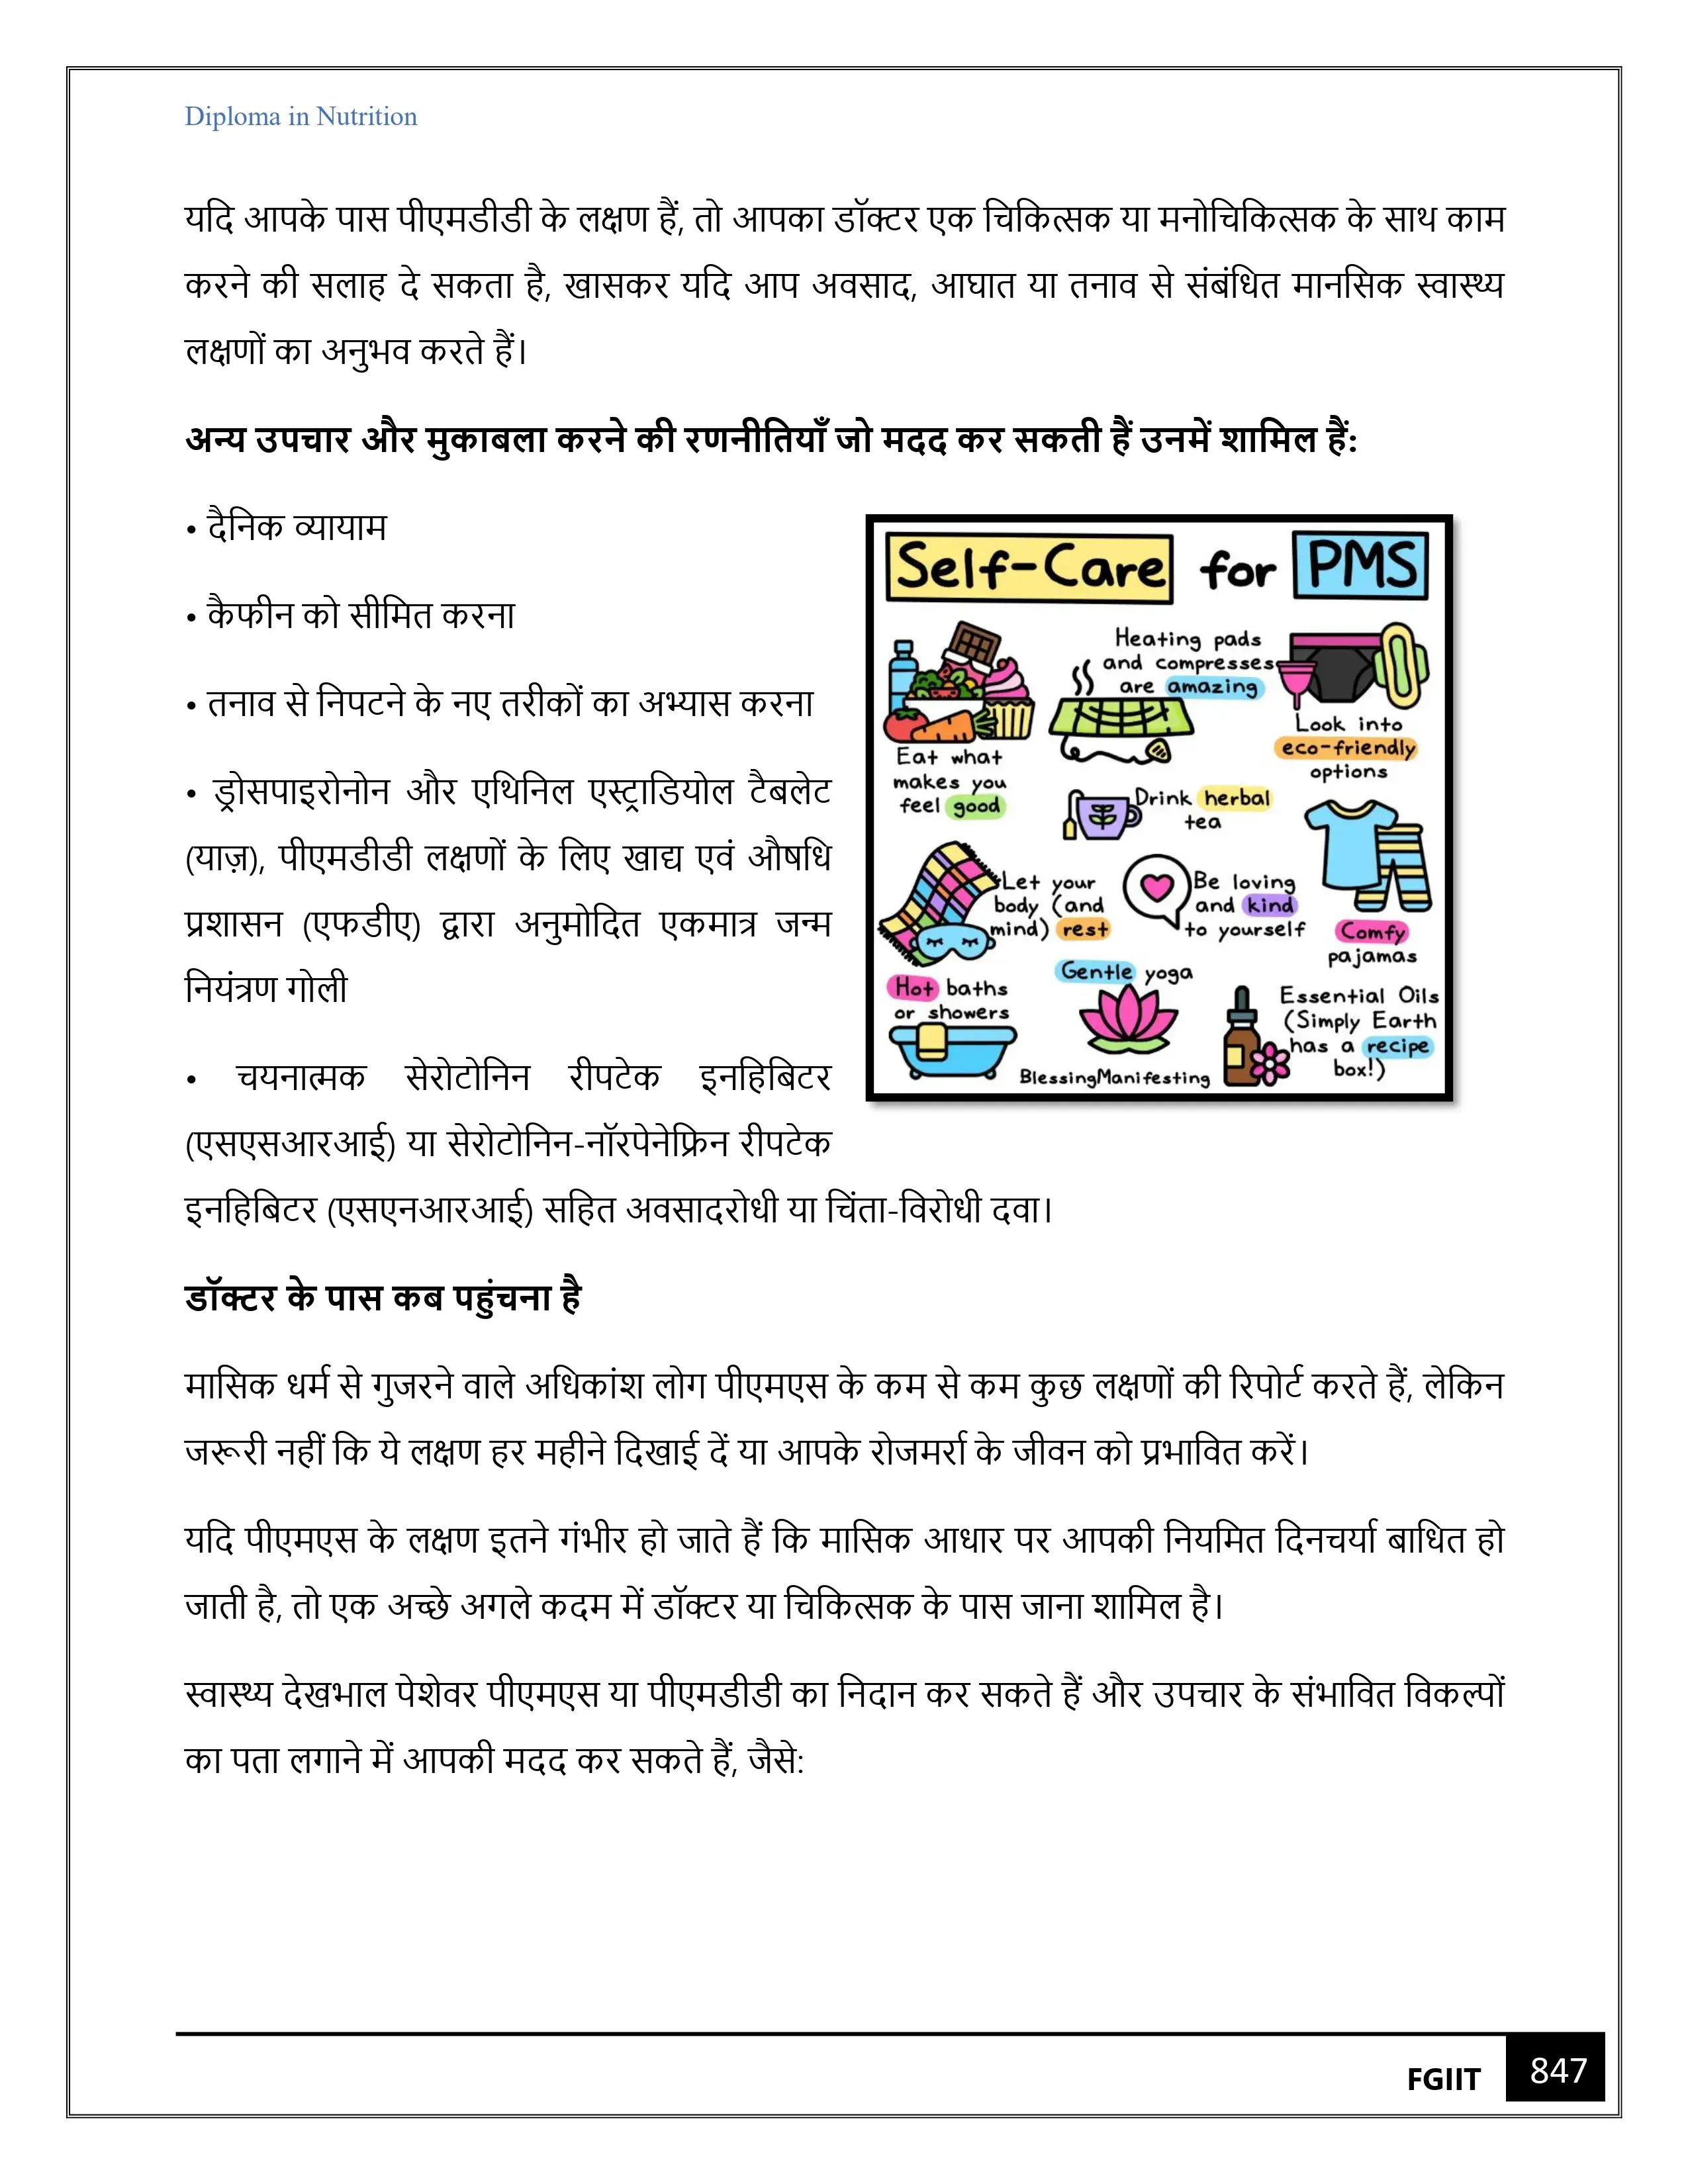 Diploma in Nutrition
यदि आपके पास पीएमडीडी के लक्षण हैं, तो आपका डॉक्टर एक चिकित्सक या मनोचिकित्सक के साथ काम
करने की सलाह दे सकता है, खासकर यदि आप अवसाद, आघात या तनाव से संबंधित मानसिक स्वास्थ्य
लक्षणों का अनुभव करते हैं।
अन्य उपचार और मुकाबला करने की रणनीतियाँ जो मदद कर सकती हैं उनमें शामिल हैं:
• दैनिक व्यायाम
• कैफीन को सीमित करना
• तनाव से निपटने के नए तरीकों का अभ्यास करना
• ड्रोसपाइरोनोन और एथिनिल एस्ट्राडियोल टैबलेट
(याज़), पीएमडीडी लक्षणों के लिए खाद्य एवं औषधि
प्रशासन (एफडीए) द्वारा अनुमोदित एकमात्र जन्म
नियंत्रण गोली
• चयनात्मक सेरोटोनिन रीपटेक इनहिबिटर
(एसएसआरआई) या सेरोटोनिन-नॉरपेनेफ्रिन रीपटेक
इनहिबिटर (एसएनआरआई) सहित अवसादरोधी या चिंता-विरोधी दवा।
Self-Care for PMS
Eat what
makes you
feel good
Heating pads
and compresses
are amazing
Look into
eco-friendly
options
Drink herbal
tea
Let your
body (and
mind) rest
Be loving
and kind
to yourself
Comfy
pajamas
Hot baths
or showers
Gentle yoga
Essential Oils
(Simply Earth
has a recipe
box!)
BlessingManifesting
डॉक्टर के पास कब पहुंचना है
मासिक धर्म से गुजरने वाले अधिकांश लोग पीएमएस के कम से कम कुछ लक्षणों की रिपोर्ट करते हैं, लेकिन
जरूरी नहीं कि ये लक्षण हर महीने दिखाई दें या आपके रोजमर्रा के जीवन को प्रभावित करें।
यदि पीएमएस के लक्षण इतने गंभीर हो जाते हैं कि मासिक आधार पर आपकी नियमित दिनचर्या बाधित हो
जाती है, तो एक अच्छे अगले कदम में डॉक्टर या चिकित्सक के पास जाना शामिल है।
स्वास्थ्य देखभाल पेशेवर पीएमएस या पीएमडीडी का निदान कर सकते हैं और उपचार के संभावित विकल्पों
का पता लगाने में आपकी मदद कर सकते हैं, जैसे:
FGIIT 847